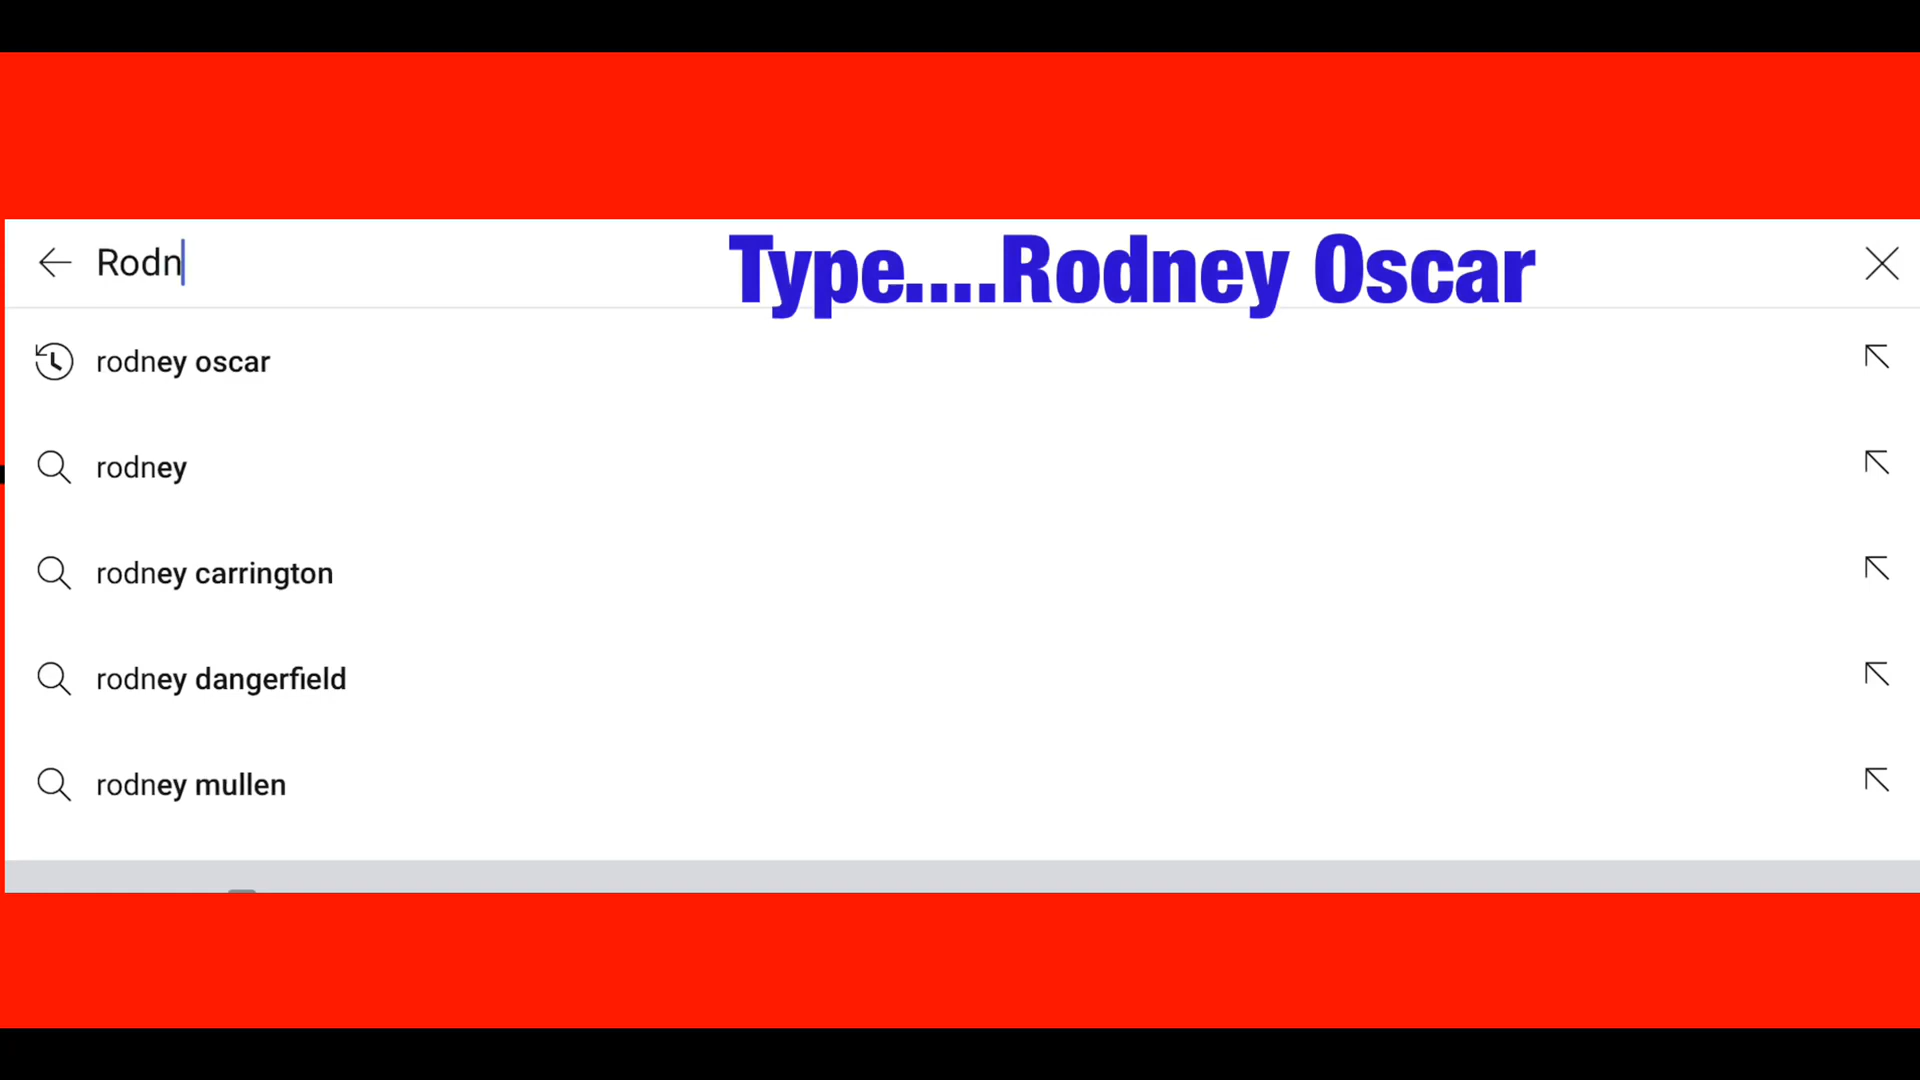 Rodn
Type....Rodney Oscar
rodney oscar
rodney
rodney carrington
rodney dangerfield
rodney mullen